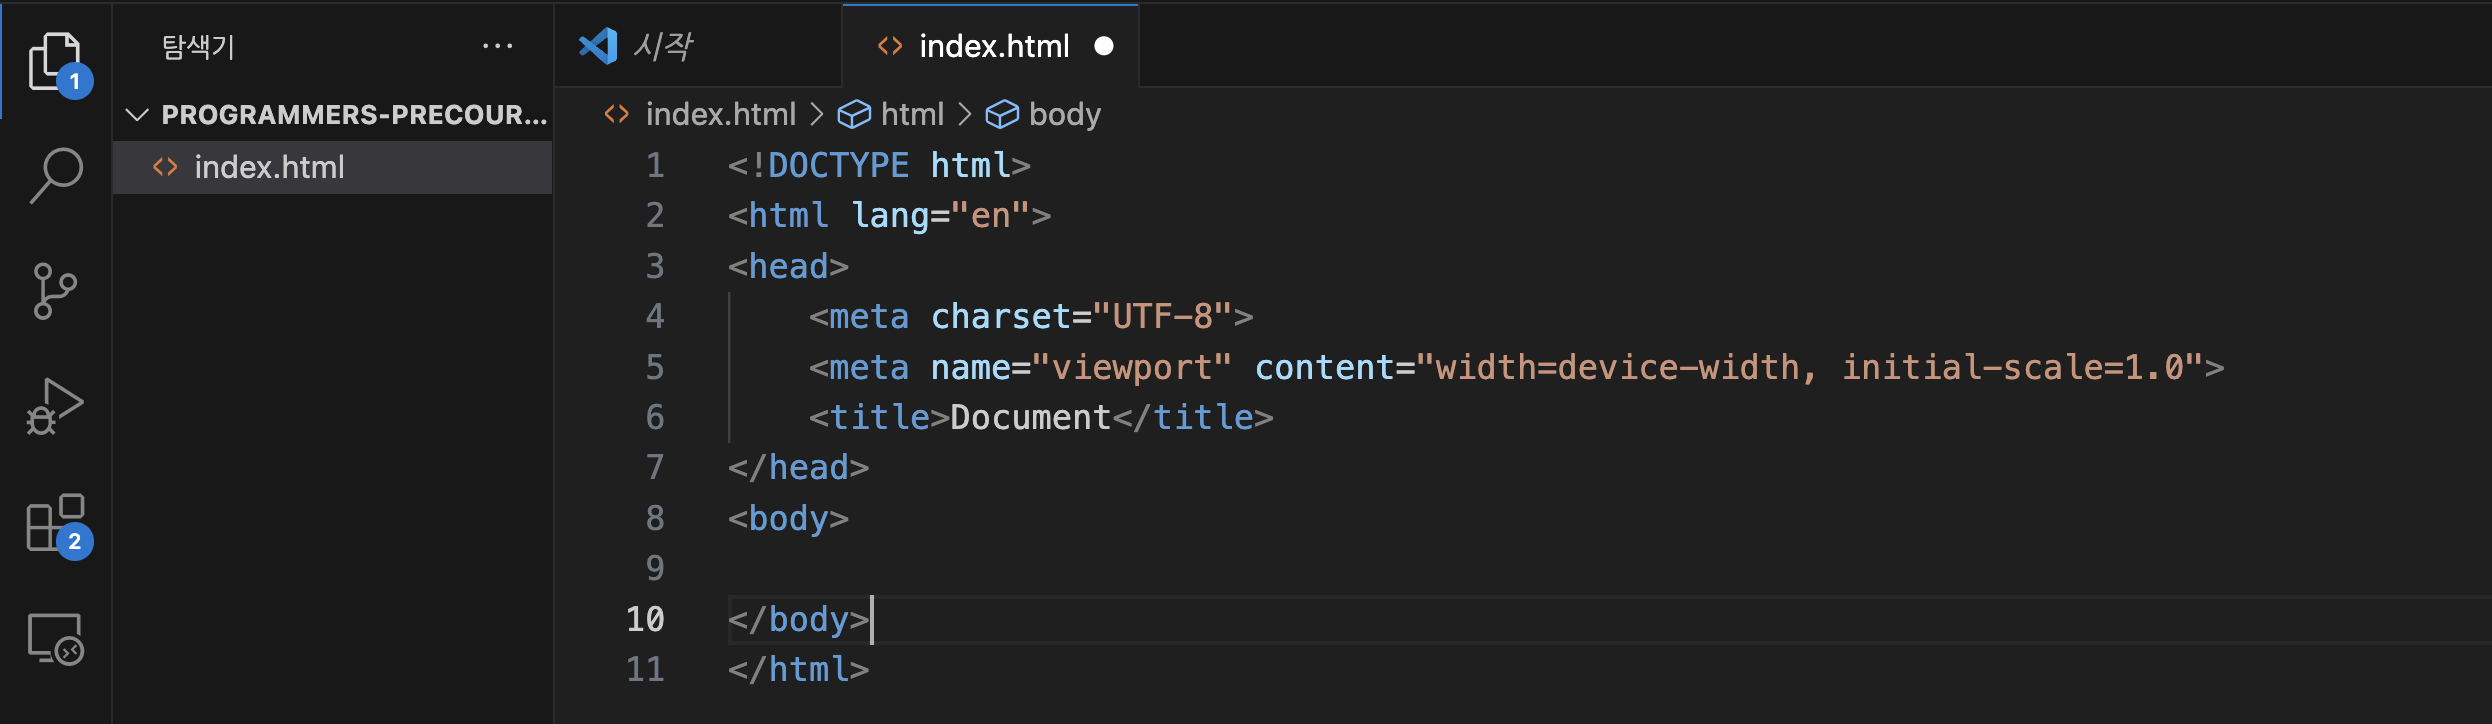 탐색기 ···
시작
index.html
PROGRAMMERS-PRECOUR...
index.html
index.html > html > body
1 <!DOCTYPE html>
2 <html lang="en">
3 <head>
4     <meta charset="UTF-8">
5     <meta name="viewport" content="width=device-width, initial-scale=1.0">
6     <title>Document</title>
7 </head>
8 <body>
9
10 </body>
11 </html>
1
2